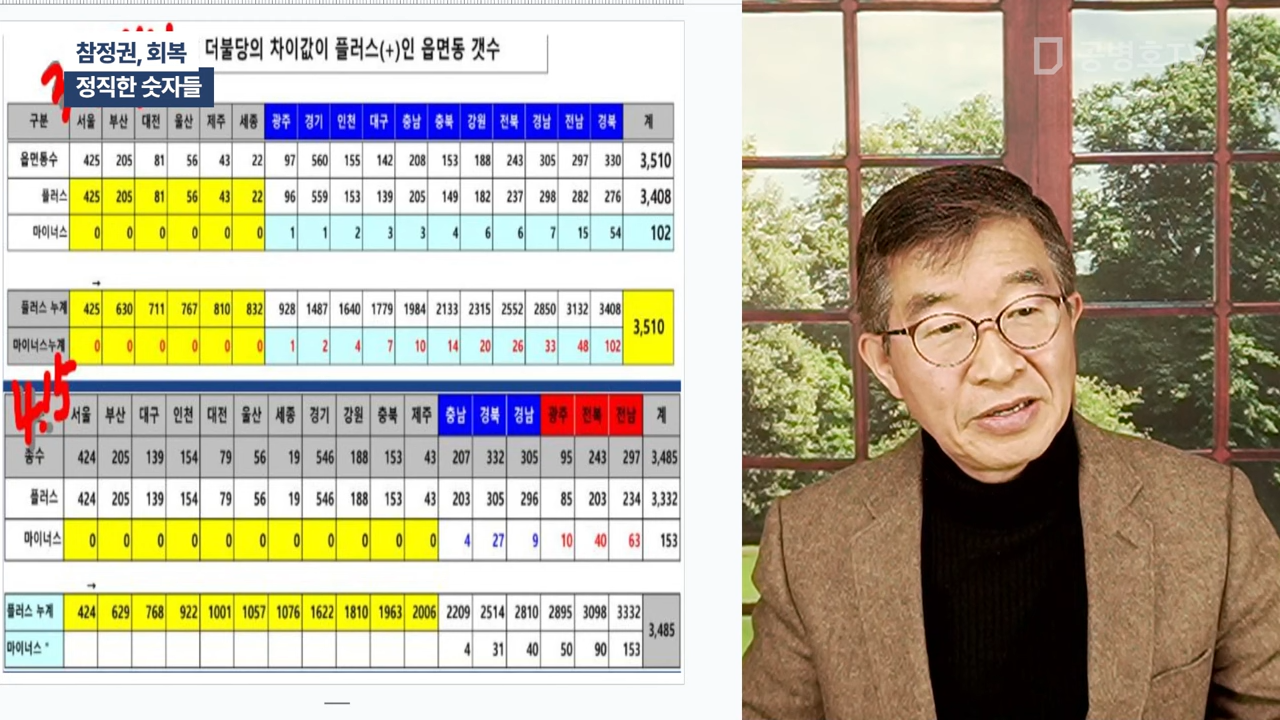 참정권, 회복
정직한 숫자들
더불당의 차이값이 플러스(+)인 읍면동 갯수
공병호TV
구분 서울 부산 대전 울산 제주 세종 광주 경기 인천 대구 충남 충북 강원 전북 경남 전남 경북 계
읍면동수 425 205 81 56 43 22 97 560 155 142 208 153 188 243 305 297 330 3,510
플러스 425 205 81 56 43 22 96 559 153 139 205 149 182 237 298 282 276 3,408
마이너스 0 0 0 0 0 0 1 1 2 3 3 4 6 6 7 15 54 102
→
플러스 누계 425 630 711 767 810 832 928 1487 1640 1779 1984 2133 2315 2552 2850 3132 3408 3,510
마이너스누계 0 0 0 0 0 0 1 2 4 7 10 14 20 26 33 48 102
4.15
서울 부산 대구 인천 대전 울산 세종 경기 강원 충북 제주 충남 경북 경남 광주 전북 전남 계
총수 424 205 139 154 79 56 19 546 188 153 43 207 332 305 95 243 297 3,485
플러스 424 205 139 154 79 56 19 546 188 153 43 203 305 296 85 203 234 3,332
마이너스 0 0 0 0 0 0 0 0 0 0 0 4 27 9 10 40 63 153
→
플러스 누계 424 629 768 922 1001 1057 1076 1622 1810 1963 2006 2209 2514 2810 2895 3098 3332 3,485
마이너스 " 4 31 40 50 90 153